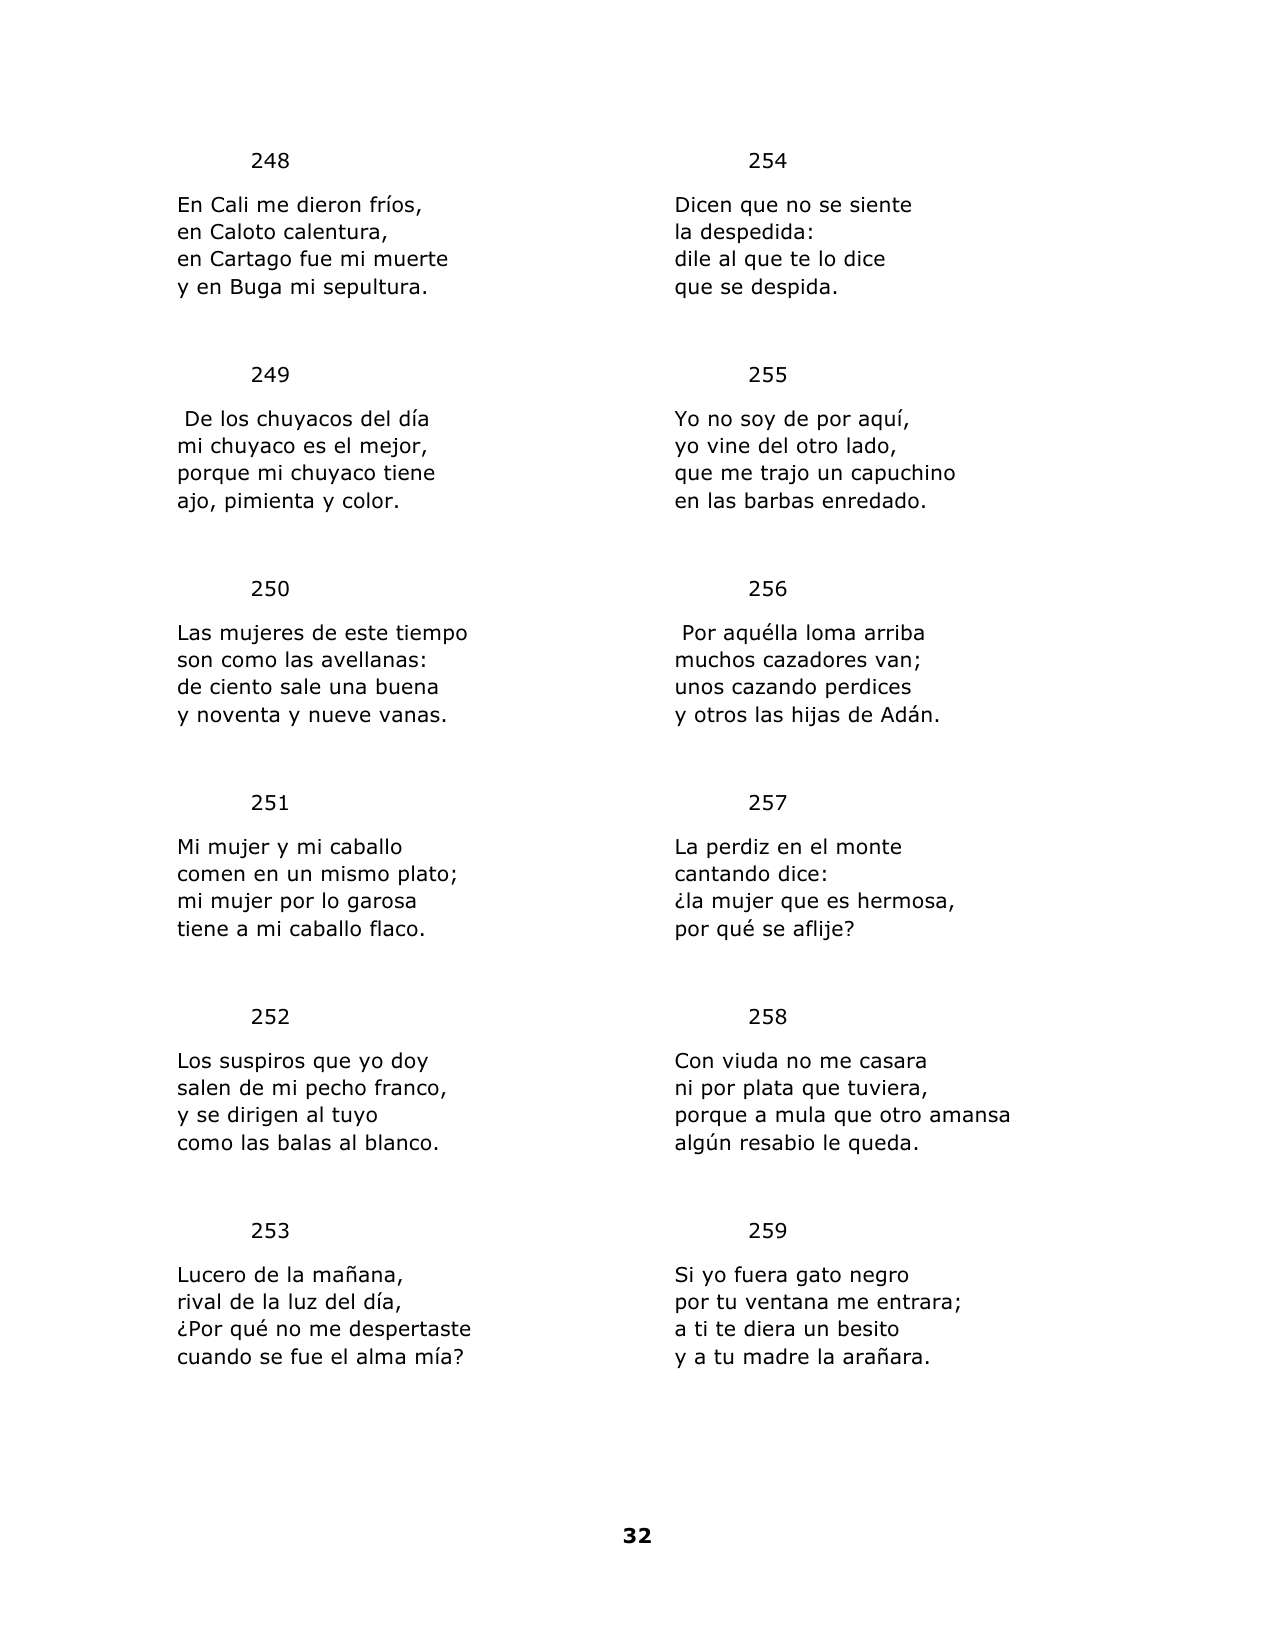 248
En Cali me dieron fríos,
en Caloto calentura,
en Cartago fue mi muerte
y en Buga mi sepultura.
249
De los chuyacos del día
mi chuyaco es el mejor,
porque mi chuyaco tiene
ajo, pimienta y color.
250
Las mujeres de este tiempo
son como las avellanas:
de ciento sale una buena
y noventa y nueve vanas.
251
Mi mujer y mi caballo
comen en un mismo plato;
mi mujer por lo garosa
tiene a mi caballo flaco.
252
Los suspiros que yo doy
salen de mi pecho franco,
y se dirigen al tuyo
como las balas al blanco.
253
Lucero de la mañana,
rival de la luz del día,
¿Por qué no me despertaste
cuando se fue el alma mía?
254
Dicen que no se siente
la despedida:
dile al que te lo dice
que se despida.
255
Yo no soy de por aquí,
yo vine del otro lado,
que me trajo un capuchino
en las barbas enredado.
256
Por aquélla loma arriba
muchos cazadores van;
unos cazando perdices
y otros las hijas de Adán.
257
La perdiz en el monte
cantando dice:
¿la mujer que es hermosa,
por qué se aflije?
258
Con viuda no me casara
ni por plata que tuviera,
porque a mula que otro amansa
algún resabio le queda.
259
Si yo fuera gato negro
por tu ventana me entrara;
a ti te diera un besito
y a tu madre la arañara.
32